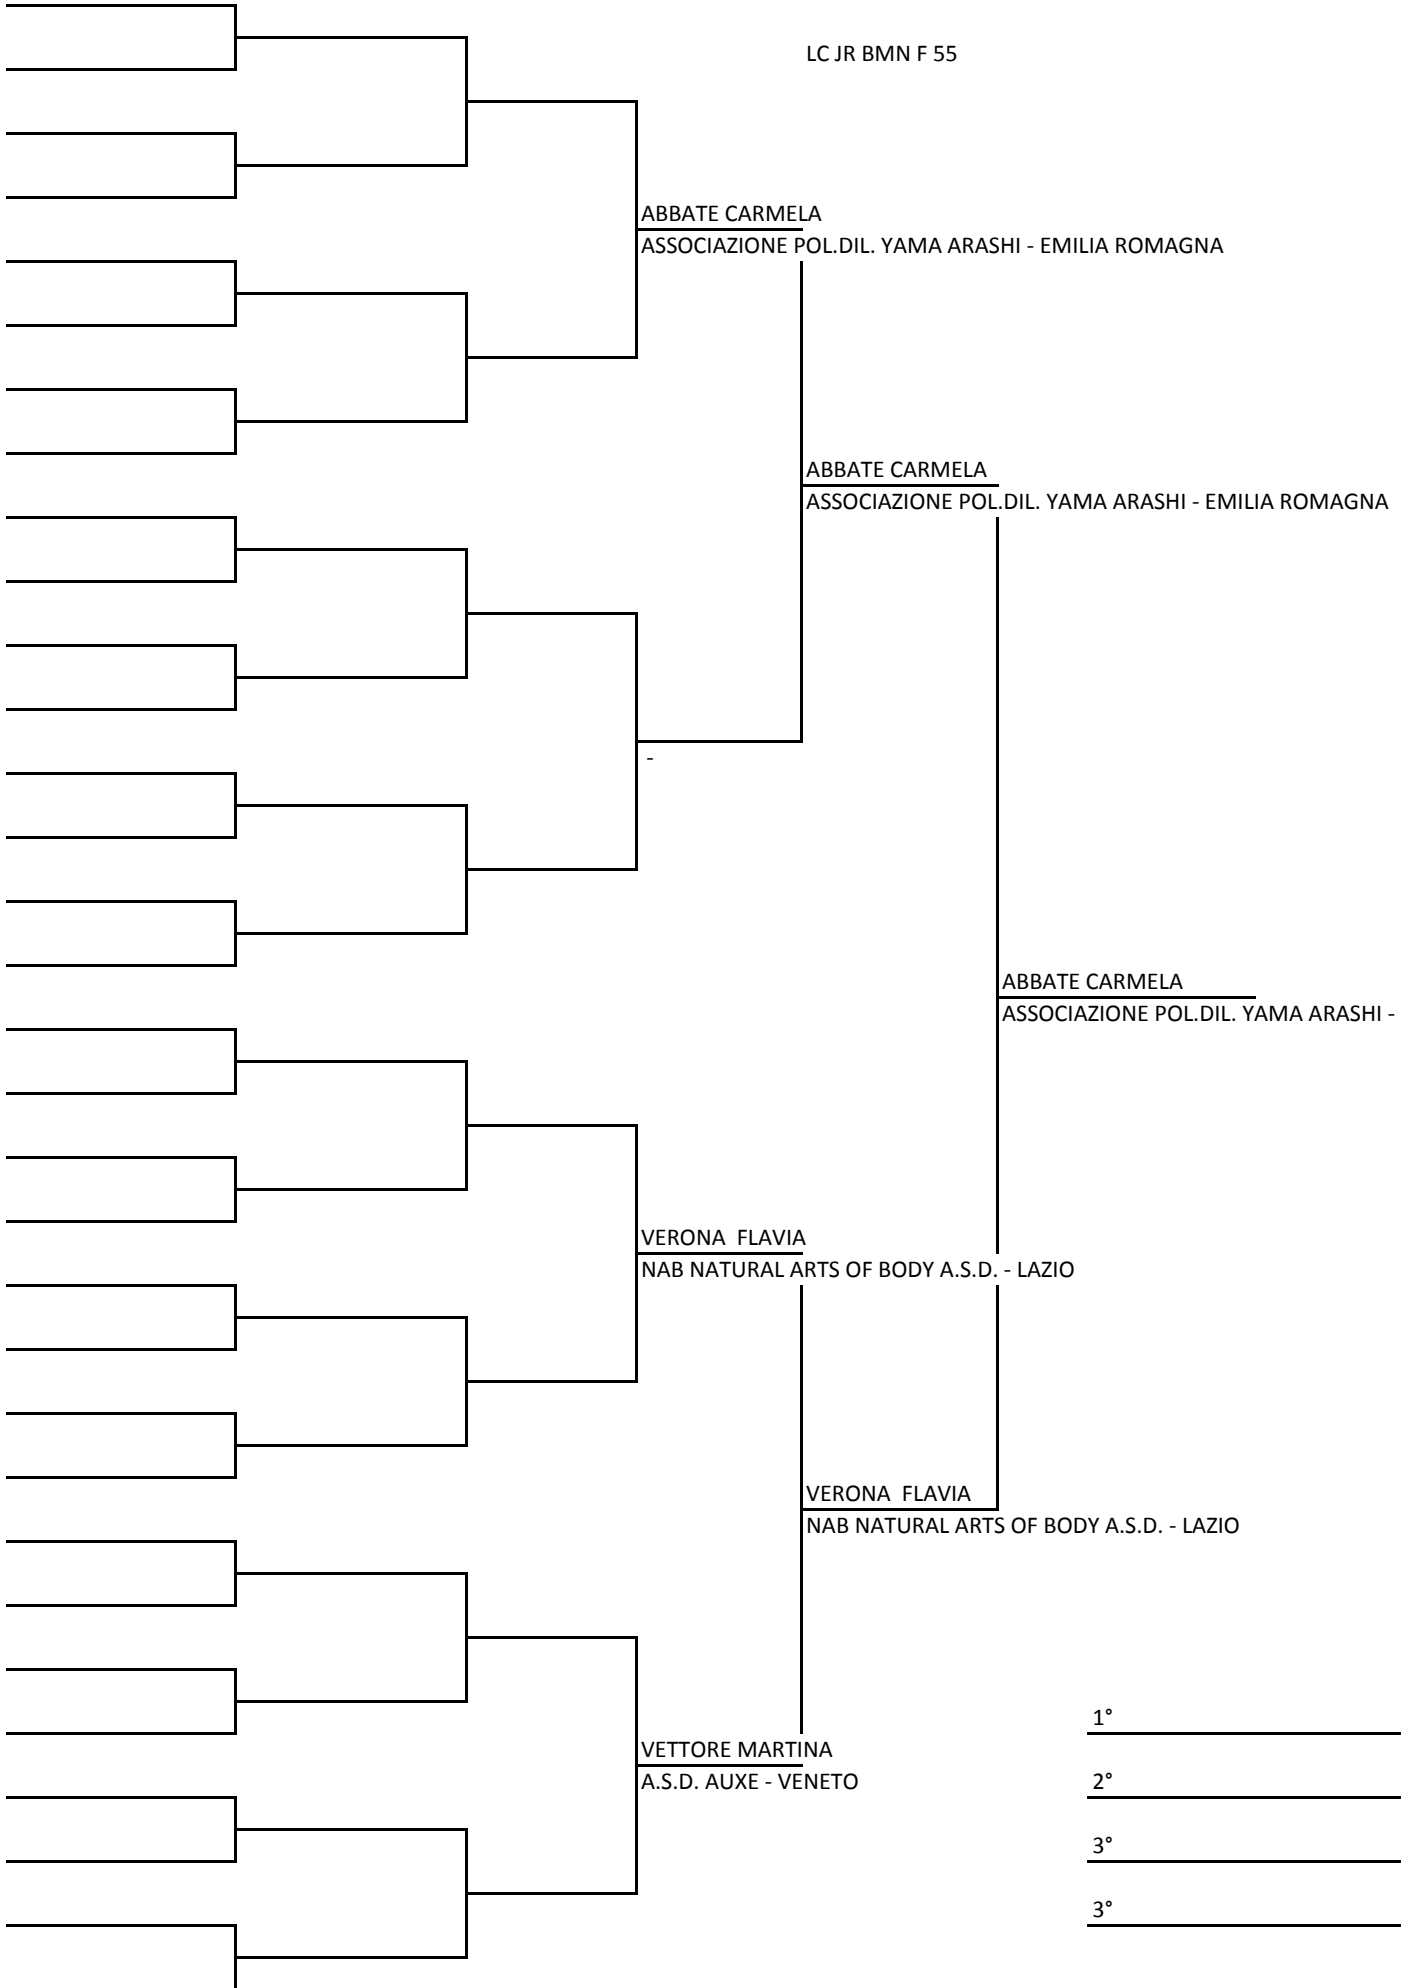 LC JR BMN F 55
ABBATE CARMELA
ASSOCIAZIONE POL.DIL. YAMA ARASHI - EMILIA ROMAGNA
ABBATE CARMELA
ASSOCIAZIONE POL.DIL. YAMA ARASHI - EMILIA ROMAGNA
-
ABBATE CARMELA
ASSOCIAZIONE POL.DIL. YAMA ARASHI -
VERONA  FLAVIA
NAB NATURAL ARTS OF BODY A.S.D. - LAZIO
VERONA  FLAVIA
NAB NATURAL ARTS OF BODY A.S.D. - LAZIO
1°
VETTORE MARTINA
A.S.D. AUXE - VENETO
2°
3°
3°